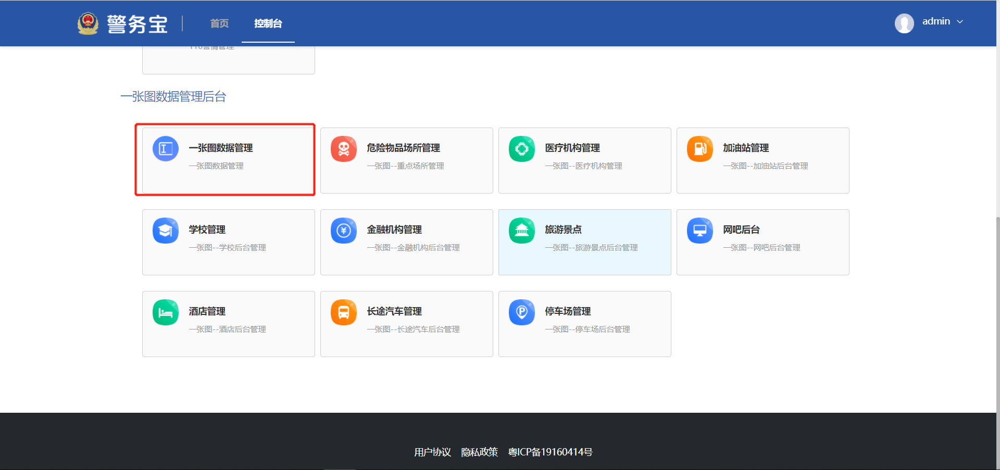 警务宝
首页
控制台
admin
110警情管理
一张图数据管理后台
一张图数据管理
一张图数据管理
危险物品场所管理
一张图--重点场所管理
医疗机构管理
一张图--医疗机构管理
加油站管理
一张图--加油站后台管理
学校管理
一张图--学校后台管理
金融机构管理
一张图--金融机构后台管理
旅游景点
一张图--旅游景点后台管理
网吧后台
一张图--网吧后台管理
酒店管理
一张图--酒店后台管理
长途汽车管理
一张图--长途汽车后台管理
停车场管理
一张图--停车场后台管理
用户协议 隐私政策 粤ICP备19160414号